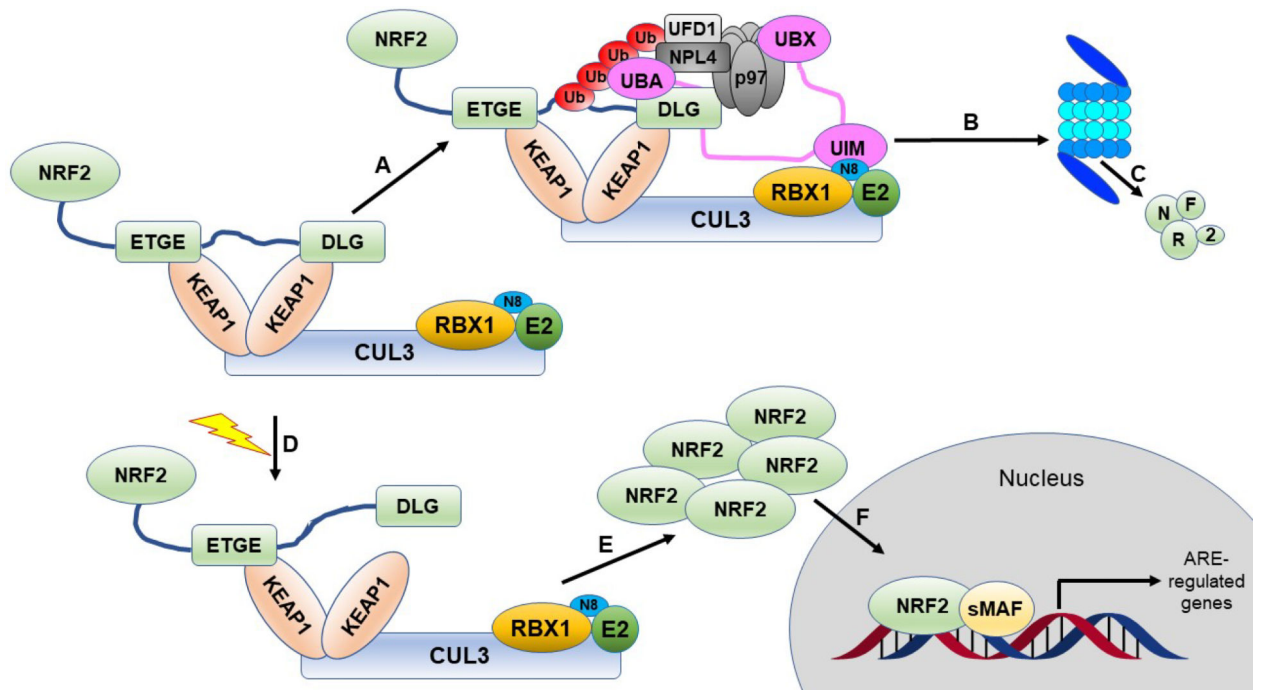 NRF2
ETGE
DLG
KEAP1
KEAP1
CUL3
RBX1
N8
E2
A
NRF2
ETGE
Ub
Ub
Ub
Ub
UBA
UFD1
NPL4
p97
UBX
DLG
KEAP1
KEAP1
UIM
N8
RBX1
E2
CUL3
B
C
N
F
R
2
D
NRF2
DLG
ETGE
KEAP1
KEAP1
N8
RBX1
E2
CUL3
E
NRF2
NRF2
NRF2
NRF2
NRF2
F
Nucleus
NRF2
sMAF
ARE-
regulated
genes